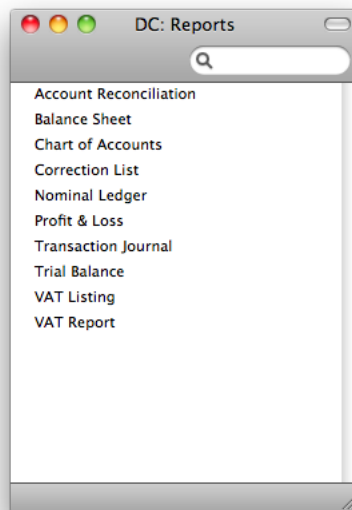 DC: Reports
Account Reconciliation
Balance Sheet
Chart of Accounts
Correction List
Nominal Ledger
Profit & Loss
Transaction Journal
Trial Balance
VAT Listing
VAT Report